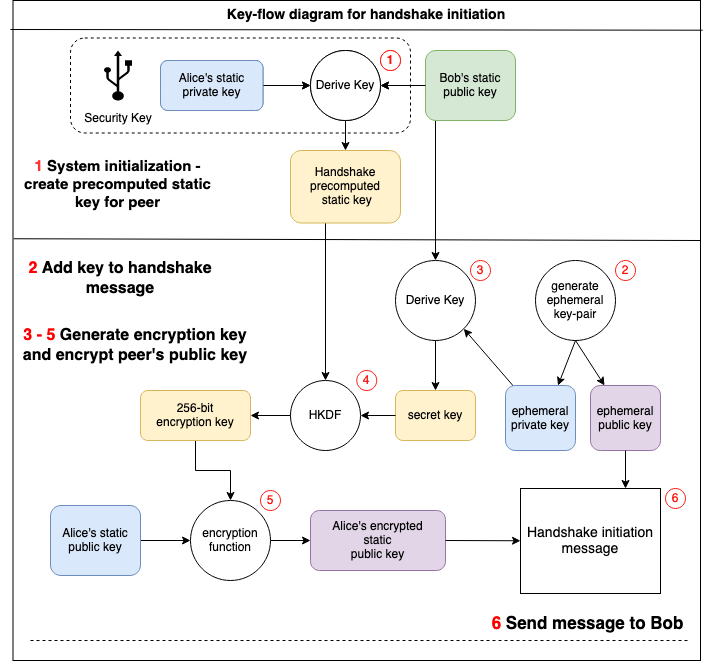 Key-flow diagram for handshake initiation
1
Alice's static
private key
Derive Key
Bob's static
public key
Security Key
1 System initialization -
create precomputed static
key for peer
Handshake
precomputed
static key
2 Add key to handshake
message
3
Derive Key
2
generate
ephemeral
key-pair
3 - 5 Generate encryption key
and encrypt peer's public key
4
256-bit
encryption key
HKDF
secret key
ephemeral
private key
ephemeral
public key
5
6
Alice's static
public key
encryption
function
Alice's encrypted
static
public key
Handshake initiation
message
6 Send message to Bob